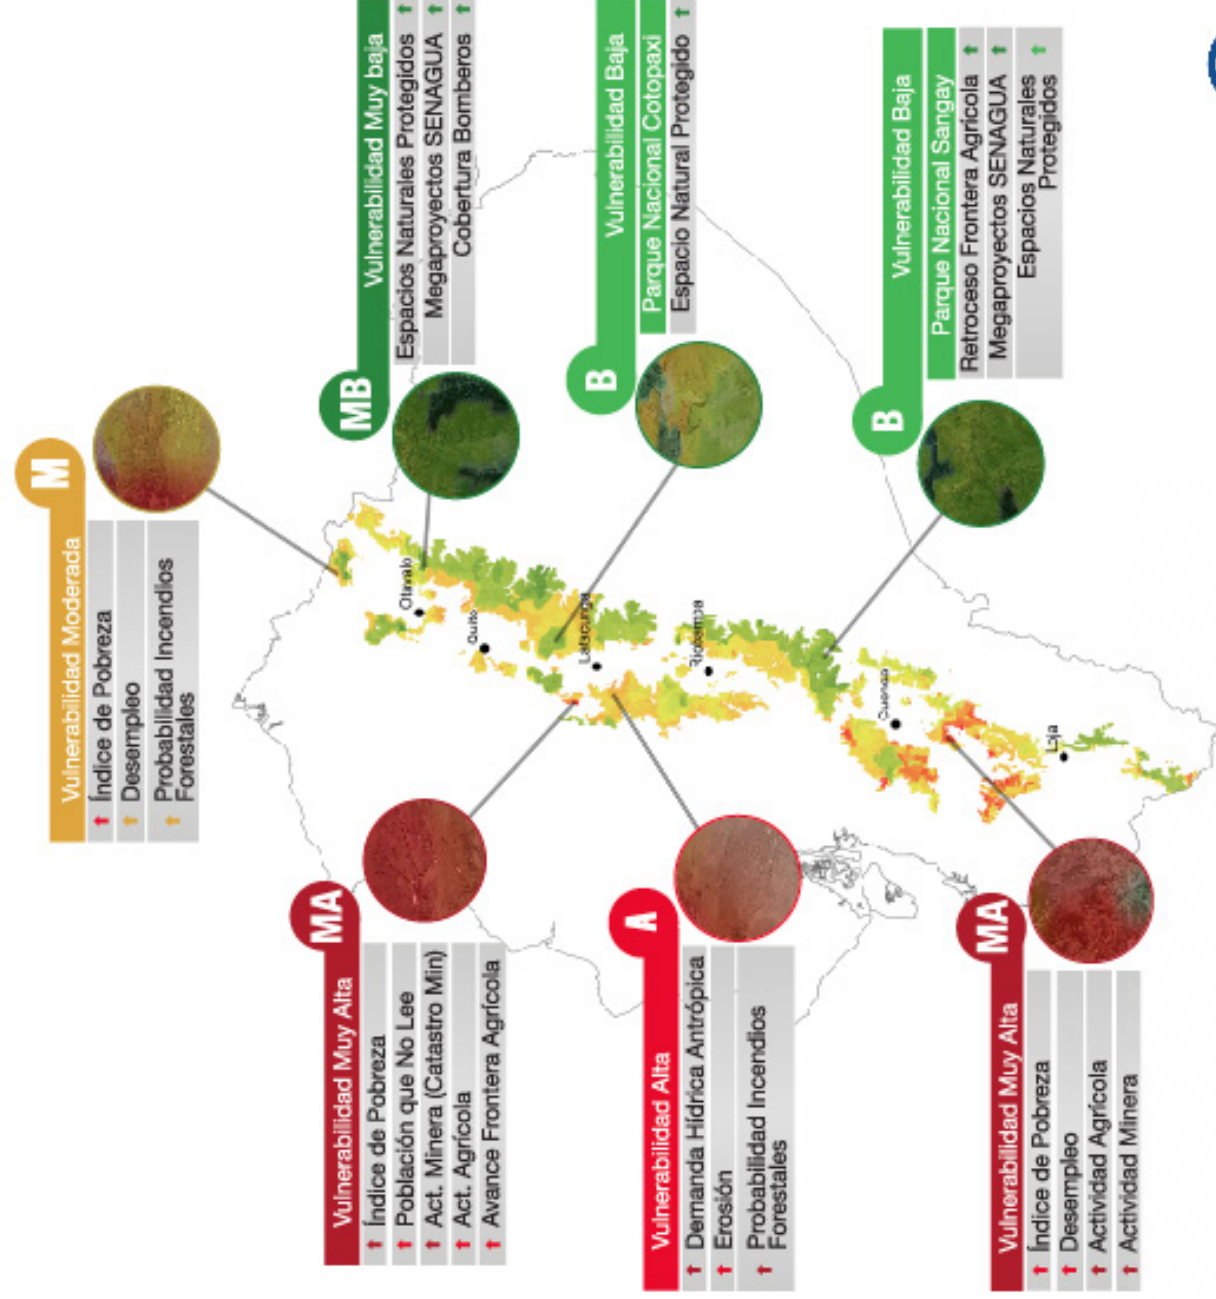 M
Vulnerabilidad Moderada
Índice de Pobreza
Desempleo
Probabilidad Incendios
Forestales
MA
Vulnerabilidad Muy Alta
Índice de Pobreza
Población que No Lee
Act. Minera (Catastro Min)
Act. Agrícola
Avance Frontera Agrícola
MB
Vulnerabilidad Muy baja
Espacios Naturales Protegidos
Megaproyectos SENAGUA
Cobertura Bomberos
B
Vulnerabilidad Baja
Parque Nacional Cotopaxi
Espacio Natural Protegido
A
Vulnerabilidad Alta
Demanda Hídrica Antrópica
Erosión
Probabilidad Incendios
Forestales
B
Vulnerabilidad Baja
Parque Nacional Sangay
Retroceso Frontera Agrícola
Megaproyectos SENAGUA
Espacios Naturales
Protegidos
MA
Vulnerabilidad Muy Alta
Índice de Pobreza
Desempleo
Actividad Agrícola
Actividad Minera
Otavalo
Quito
Latacunga
Riobamba
Cuenca
Loja